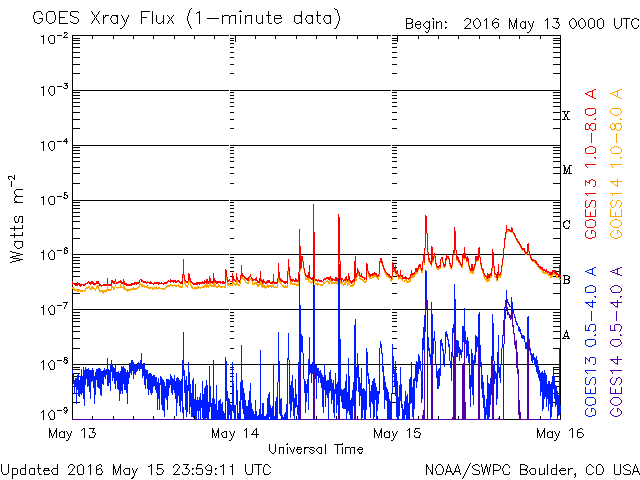 GOES Xray Flux (1-minute data)
Begin: 2016 May 13 0000 UTC
Watts m⁻²
10⁻²
10⁻³
10⁻⁴
10⁻⁵
10⁻⁶
10⁻⁷
10⁻⁸
10⁻⁹
X
M
C
B
A
GOES13 1.0-8.0 A
GOES14 1.0-8.0 A
GOES13 0.5-4.0 A
GOES14 0.5-4.0 A
May 13 May 14 May 15 May 16
Universal Time
Updated 2016 May 15 23:59:11 UTC
NOAA/SWPC Boulder, CO USA